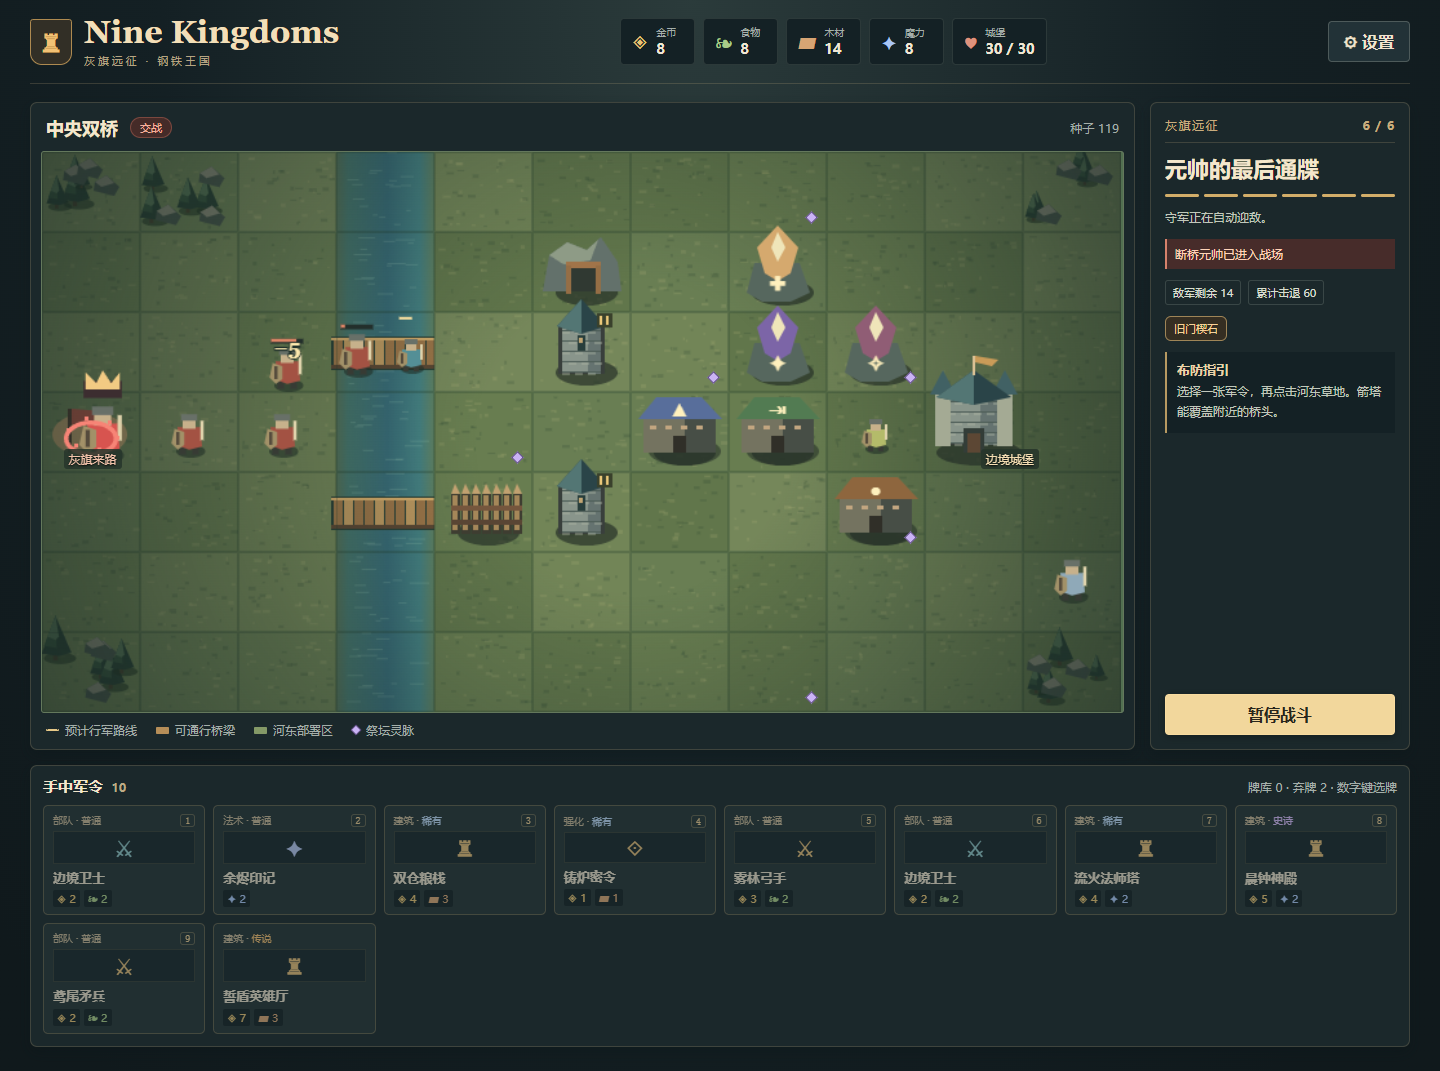 Nine Kingdoms
灰旗远征 · 钢铁王国
金币
8
食物
8
木材
14
魔力
8
城堡
30 / 30
⚙ 设置
中央双桥
交战
种子 119
−5
灰旗来路
边境城堡
预计行军路线
可通行桥梁
河东部署区
祭坛灵脉
灰旗远征
6 / 6
元帅的最后通牒
守军正在自动迎敌。
断桥元帅已进入战场
敌军剩余 14
累计击退 60
旧门楔石
布防指引
选择一张军令，再点击河东草地。箭塔
能覆盖附近的桥头。
暂停战斗
手中军令 10
牌库 0 · 弃牌 2 · 数字键选牌
部队 · 普通 1
边境卫士
2 2
法术 · 普通 2
余烬印记
2
建筑 · 稀有 3
双仓粮栈
4 3
强化 · 稀有 4
铸炉密令
1 1
部队 · 普通 5
雾林弓手
3 2
部队 · 普通 6
边境卫士
2 2
建筑 · 稀有 7
流火法师塔
4 2
建筑 · 史诗 8
晨钟神殿
5 2
部队 · 普通 9
鸢尾矛兵
2 2
建筑 · 传说
誓盾英雄厅
7 3